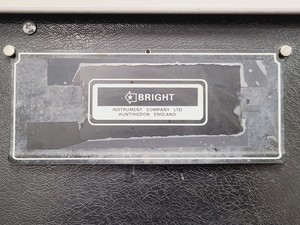 BRIGHT
INSTRUMENT COMPANY LTD
HUNTINGDON ENGLAND